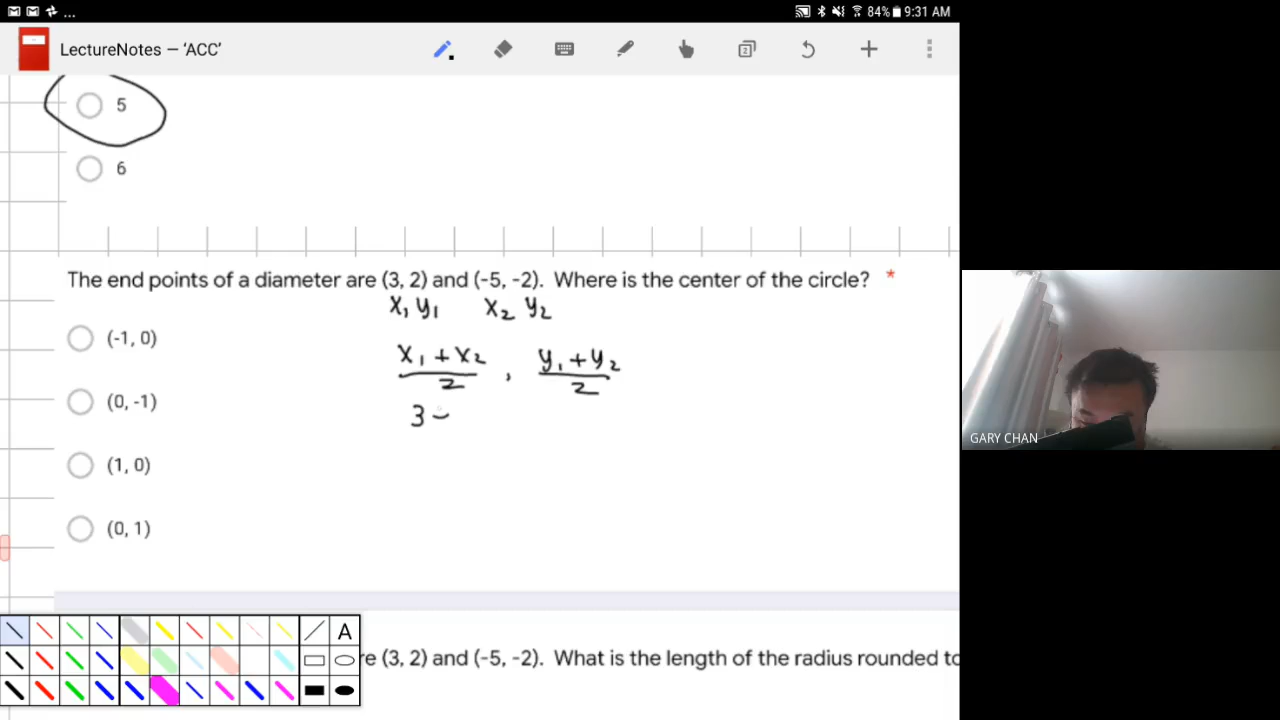 ... 84% 9:31 AM
LectureNotes — ‘ACC’
2
5
6
The end points of a diameter are (3, 2) and (-5, -2). Where is the center of the circle? *
x₁ y₁ x₂ y₂
(-1, 0)
x₁ + x₂ / 2 , y₁ + y₂ / 2
(0, -1)
3 -
(1, 0)
(0, 1)
GARY CHAN
A
re (3, 2) and (-5, -2). What is the length of the radius rounded to